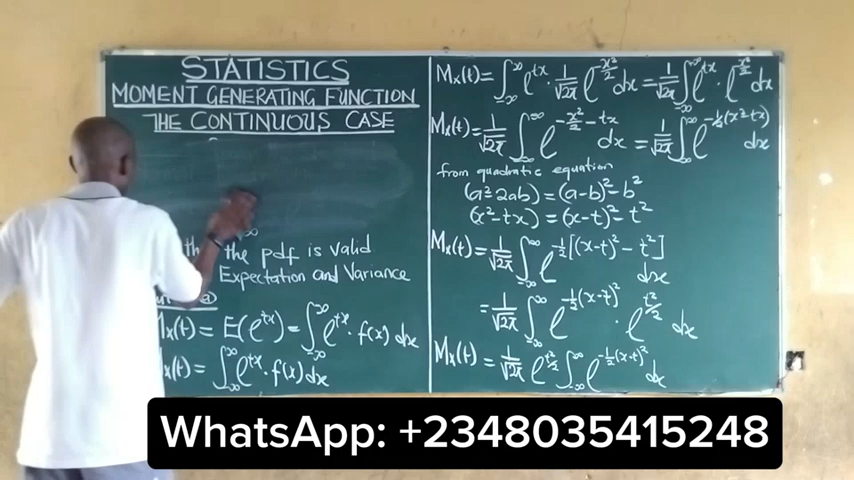 STATISTICS
MOMENT GENERATING FUNCTION
THE CONTINUOUS CASE
the pdf is valid
Expectation and Variance
Mx(t) = E(e^tx) = ∫_-∞^∞ e^tx · f(x) dx
Mx(t) = ∫_-∞^∞ e^tx · f(x) dx
Mx(t) = ∫_-∞^∞ e^tx · 1/√2π e^-x²/2 dx = 1/√2π ∫_-∞^∞ e^tx · e^x²/2 dx
Mx(t) = 1/√2π ∫_-∞^∞ e^-x²/2 - tx dx = 1/√2π ∫_-∞^∞ e^-1/2(x²-tx) dx
from quadratic equation
(a²-2ab) = (a-b)² - b²
(x²-tx) = (x-t)² - t²
Mx(t) = 1/√2π ∫_-∞^∞ e^-1/2[(x-t)² - t²] dx
= 1/√2π ∫_-∞^∞ e^-1/2(x-t)² · e^t²/2 dx
Mx(t) = 1/√2π e^t²/2 ∫_-∞^∞ e^-1/2(x-t)² dx
WhatsApp: +2348035415248